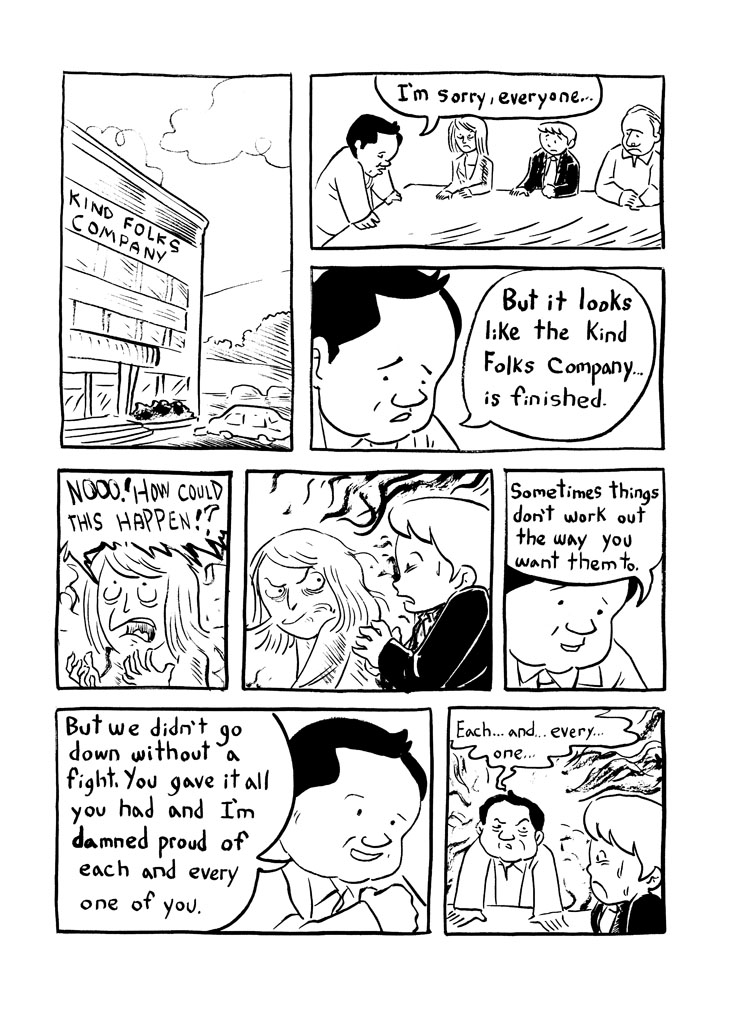 KIND FOLKS
COMPANY
I'm sorry, everyone...
But it looks
like the Kind
Folks Company...
is finished.
NOOO! HOW COULD
THIS HAPPEN!?
Sometimes things
don't work out
the way you
want them to.
But we didn't go
down without a
fight. You gave it all
you had and I'm
damned proud of
each and every
one of you.
Each... and... every...
one...